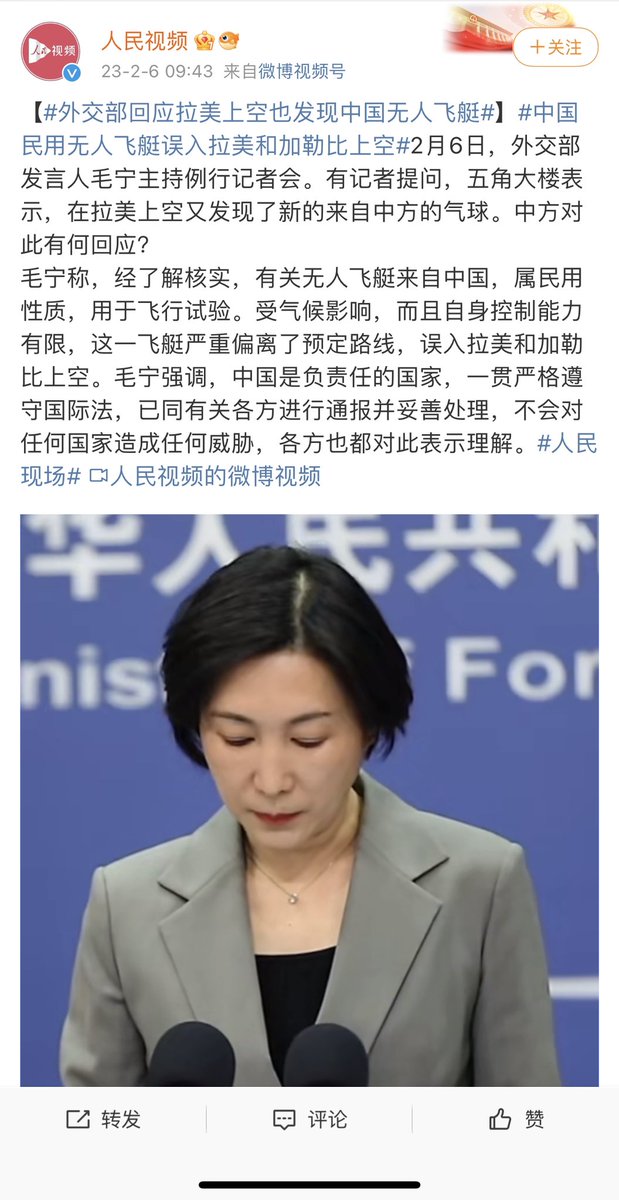 人民视频
人民 视频
23-2-6 09:43 来自微博视频号
＋关注
【#外交部回应拉美上空也发现中国无人飞艇#】#中国
民用无人飞艇误入拉美和加勒比上空#2月6日，外交部
发言人毛宁主持例行记者会。有记者提问，五角大楼表
示，在拉美上空又发现了新的来自中方的气球。中方对
此有何回应？
毛宁称，经了解核实，有关无人飞艇来自中国，属民用
性质，用于飞行试验。受气候影响，而且自身控制能力
有限，这一飞艇严重偏离了预定路线，误入拉美和加勒
比上空。毛宁强调，中国是负责任的国家，一贯严格遵
守国际法，已同有关各方进行通报并妥善处理，不会对
任何国家造成任何威胁，各方也都对此表示理解。#人民
现场# 人民视频的微博视频
华人民共和
nis f For
转发
评论
赞